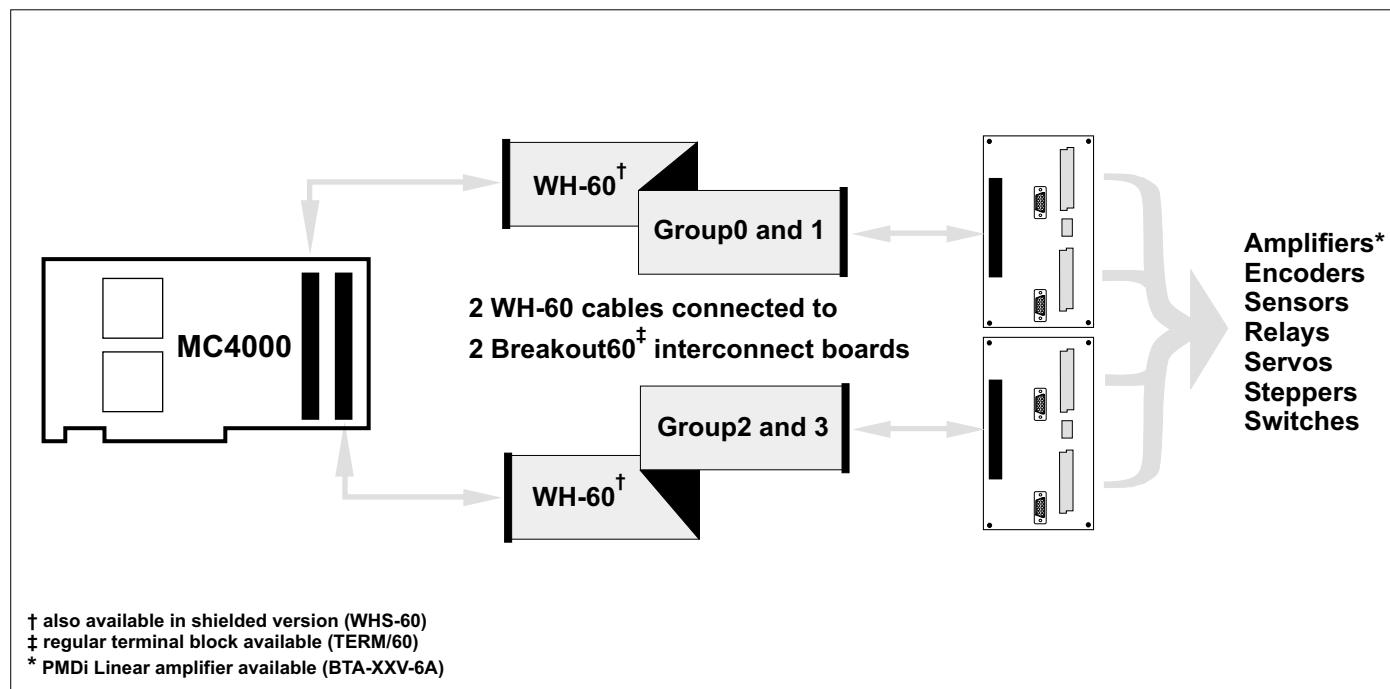 WH-60†
Group0 and 1
MC4000
2 WH-60 cables connected to
2 Breakout60‡ interconnect boards
Group2 and 3
WH-60†
Amplifiers*
Encoders
Sensors
Relays
Servos
Steppers
Switches
† also available in shielded version (WHS-60)
‡ regular terminal block available (TERM/60)
* PMDi Linear amplifier available (BTA-XXV-6A)